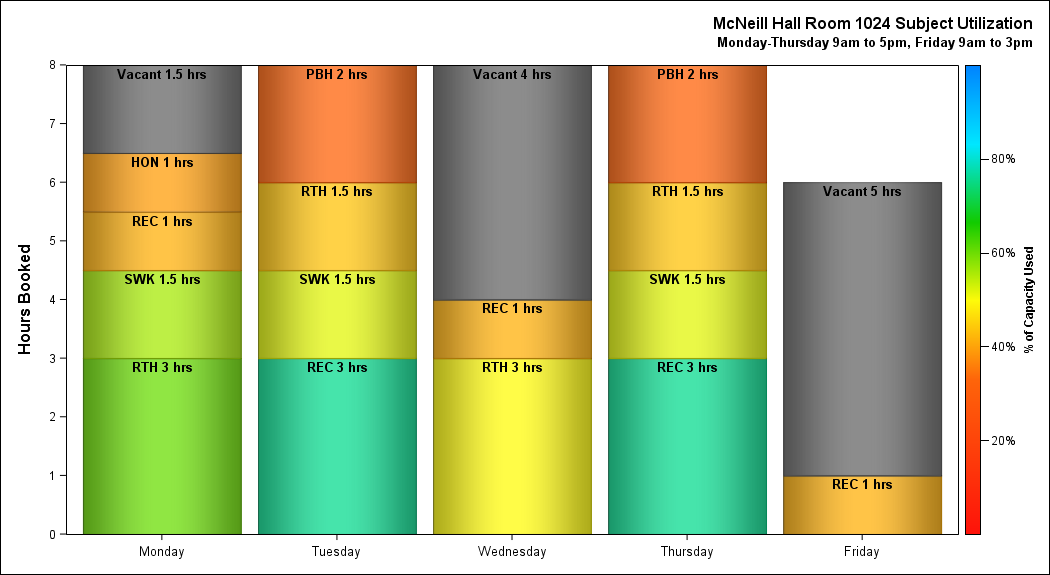 McNeill Hall Room 1024 Subject Utilization
Monday-Thursday 9am to 5pm, Friday 9am to 3pm
Hours Booked
8
7
6
5
4
3
2
1
0
Vacant 1.5 hrs
HON 1 hrs
REC 1 hrs
SWK 1.5 hrs
RTH 3 hrs
PBH 2 hrs
RTH 1.5 hrs
SWK 1.5 hrs
REC 3 hrs
Vacant 4 hrs
REC 1 hrs
RTH 3 hrs
PBH 2 hrs
RTH 1.5 hrs
SWK 1.5 hrs
REC 3 hrs
Vacant 5 hrs
REC 1 hrs
Monday
Tuesday
Wednesday
Thursday
Friday
80%
60%
40%
20%
% of Capacity Used